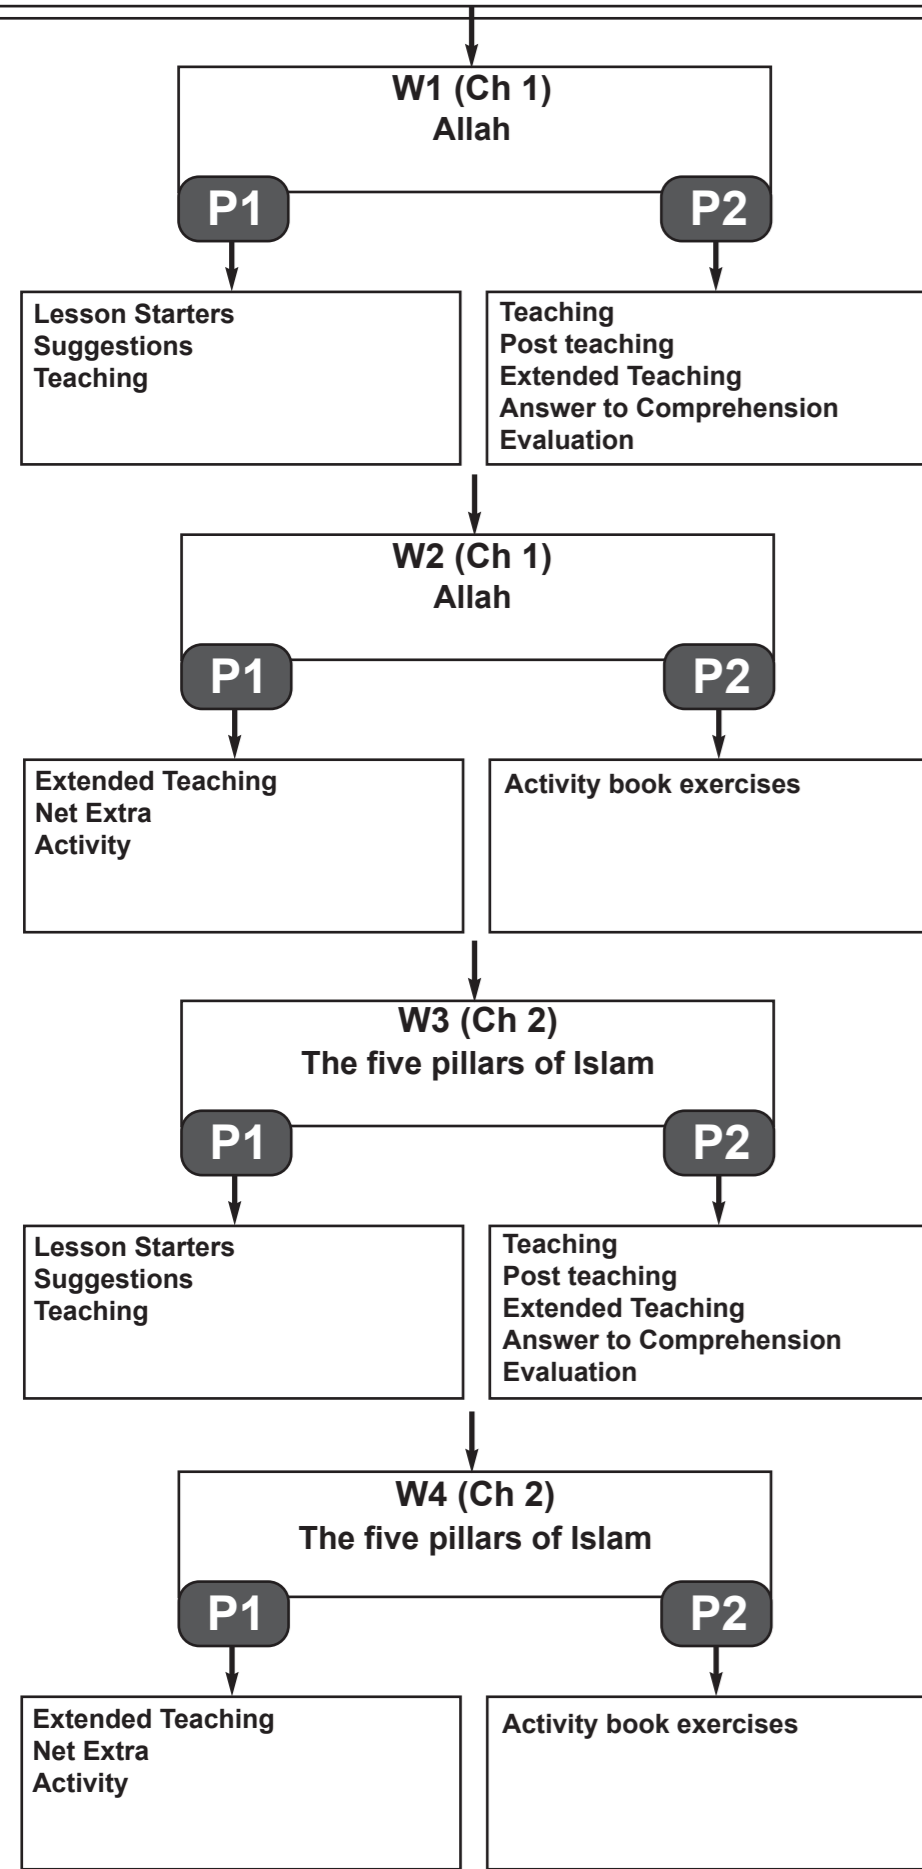 W1 (Ch 1)
Allah
P1
P2
Lesson Starters
Suggestions
Teaching
Teaching
Post teaching
Extended Teaching
Answer to Comprehension
Evaluation
W2 (Ch 1)
Allah
P1
P2
Extended Teaching
Net Extra
Activity
Activity book exercises
W3 (Ch 2)
The five pillars of Islam
P1
P2
Lesson Starters
Suggestions
Teaching
Teaching
Post teaching
Extended Teaching
Answer to Comprehension
Evaluation
W4 (Ch 2)
The five pillars of Islam
P1
P2
Extended Teaching
Net Extra
Activity
Activity book exercises